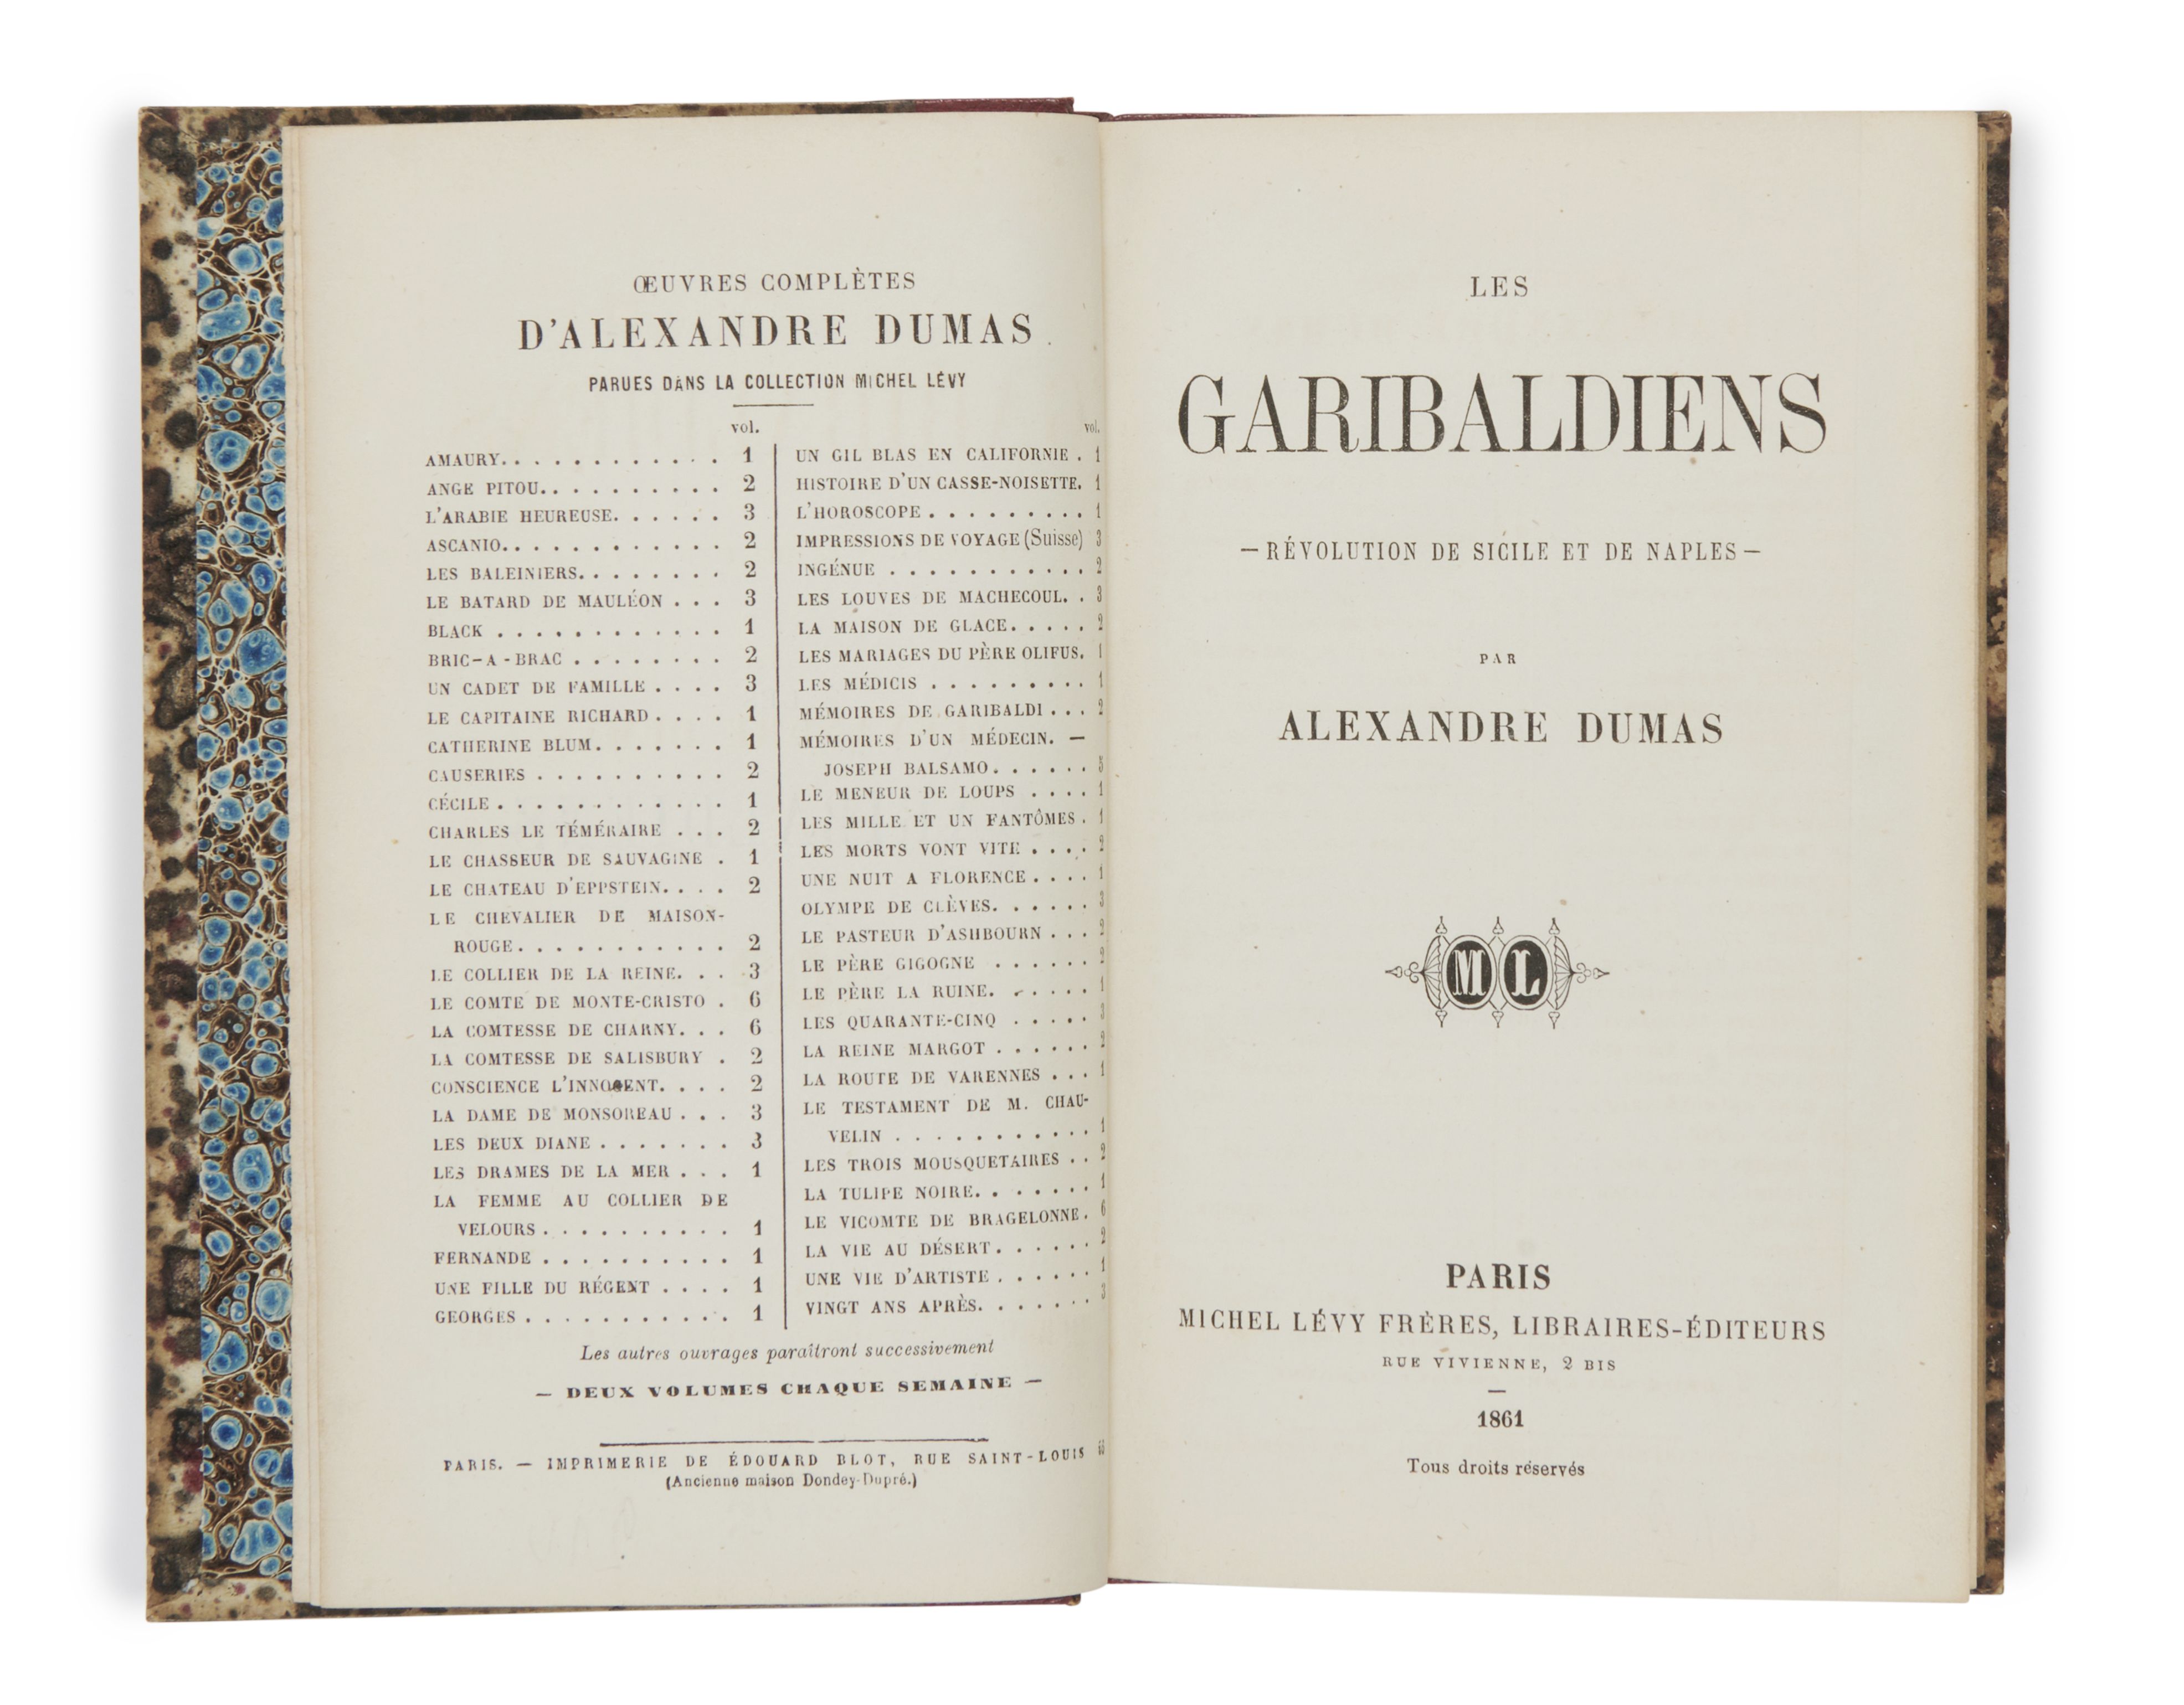 ŒUVRES COMPLÈTES
D'ALEXANDRE DUMAS
PARUES DANS LA COLLECTION MICHEL LÉVY
vol.
AMAURY. . . . . . . . . . . . 1
ANGE PITOU. . . . . . . . . . 2
L'ARABIE HEUREUSE. . . . . . 3
ASCANIO. . . . . . . . . . . . 2
LES BALEINIERS. . . . . . . . 2
LE BATARD DE MAULÉON . . . 3
BLACK . . . . . . . . . . . . 1
BRIC-A-BRAC . . . . . . . . 2
UN CADET DE FAMILLE . . . . 3
LE CAPITAINE RICHARD . . . . 1
CATHERINE BLUM. . . . . . . 1
CAUSERIES . . . . . . . . . . 2
CÉCILE . . . . . . . . . . . . 1
CHARLES LE TÉMÉRAIRE . . . 2
LE CHASSEUR DE SAUVAGINE . 1
LE CHATEAU D'EPPSTEIN. . . . 2
LE CHEVALIER DE MAISON-
ROUGE. . . . . . . . . . . 2
LE COLLIER DE LA REINE. . . 3
LE COMTE DE MONTE-CRISTO . 6
LA COMTESSE DE CHARNY. . . 6
LA COMTESSE DE SALISBURY . 2
CONSCIENCE L'INNOCENT. . . . 2
LA DAME DE MONSOREAU . . . 3
LES DEUX DIANE . . . . . . . 3
LES DRAMES DE LA MER . . . 1
LA FEMME AU COLLIER DE
VELOURS . . . . . . . . . . 1
FERNANDE . . . . . . . . . . 1
UNE FILLE DU RÉGENT . . . . 1
GEORGES . . . . . . . . . . . 1
vol.
UN GIL BLAS EN CALIFORNIE . 1
HISTOIRE D'UN CASSE-NOISETTE. 1
L'HOROSCOPE . . . . . . . . . 1
IMPRESSIONS DE VOYAGE (Suisse) 3
INGÉNUE . . . . . . . . . . . 2
LES LOUVES DE MACHECOUL. . 3
LA MAISON DE GLACE. . . . . 2
LES MARIAGES DU PÈRE OLIFUS. 1
LES MÉDICIS . . . . . . . . . 1
MÉMOIRES DE GARIBALDI . . . 2
MÉMOIRES D'UN MÉDECIN. —
JOSEPH BALSAMO. . . . . . 5
LE MENEUR DE LOUPS . . . . 1
LES MILLE ET UN FANTÔMES . 1
LES MORTS VONT VITE . . . . 2
UNE NUIT A FLORENCE . . . . 1
OLYMPE DE CLÈVES. . . . . . 3
LE PASTEUR D'ASHBOURN . . . 2
LE PÈRE GIGOGNE . . . . . . 2
LE PÈRE LA RUINE. . . . . . 1
LES QUARANTE-CINQ . . . . . 3
LA REINE MARGOT . . . . . . 2
LA ROUTE DE VARENNES . . . 1
LE TESTAMENT DE M. CHAU-
VELIN . . . . . . . . . . . 1
LES TROIS MOUSQUETAIRES . . 2
LA TULIPE NOIRE. . . . . . . 1
LE VICOMTE DE BRAGELONNE. 6
LA VIE AU DÉSERT. . . . . . 2
UNE VIE D'ARTISTE . . . . . . 1
VINGT ANS APRÈS. . . . . . . 3
Les autres ouvrages paraîtront successivement
— DEUX VOLUMES CHAQUE SEMAINE —
PARIS. — IMPRIMERIE DE ÉDOUARD BLOT, RUE SAINT-LOUIS
(Ancienne maison Dondey-Dupré.)
LES
GARIBALDIENS
— RÉVOLUTION DE SICILE ET DE NAPLES —
PAR
ALEXANDRE DUMAS
ML
PARIS
MICHEL LÉVY FRÈRES, LIBRAIRES-ÉDITEURS
RUE VIVIENNE, 2 BIS
—
1861
Tous droits réservés